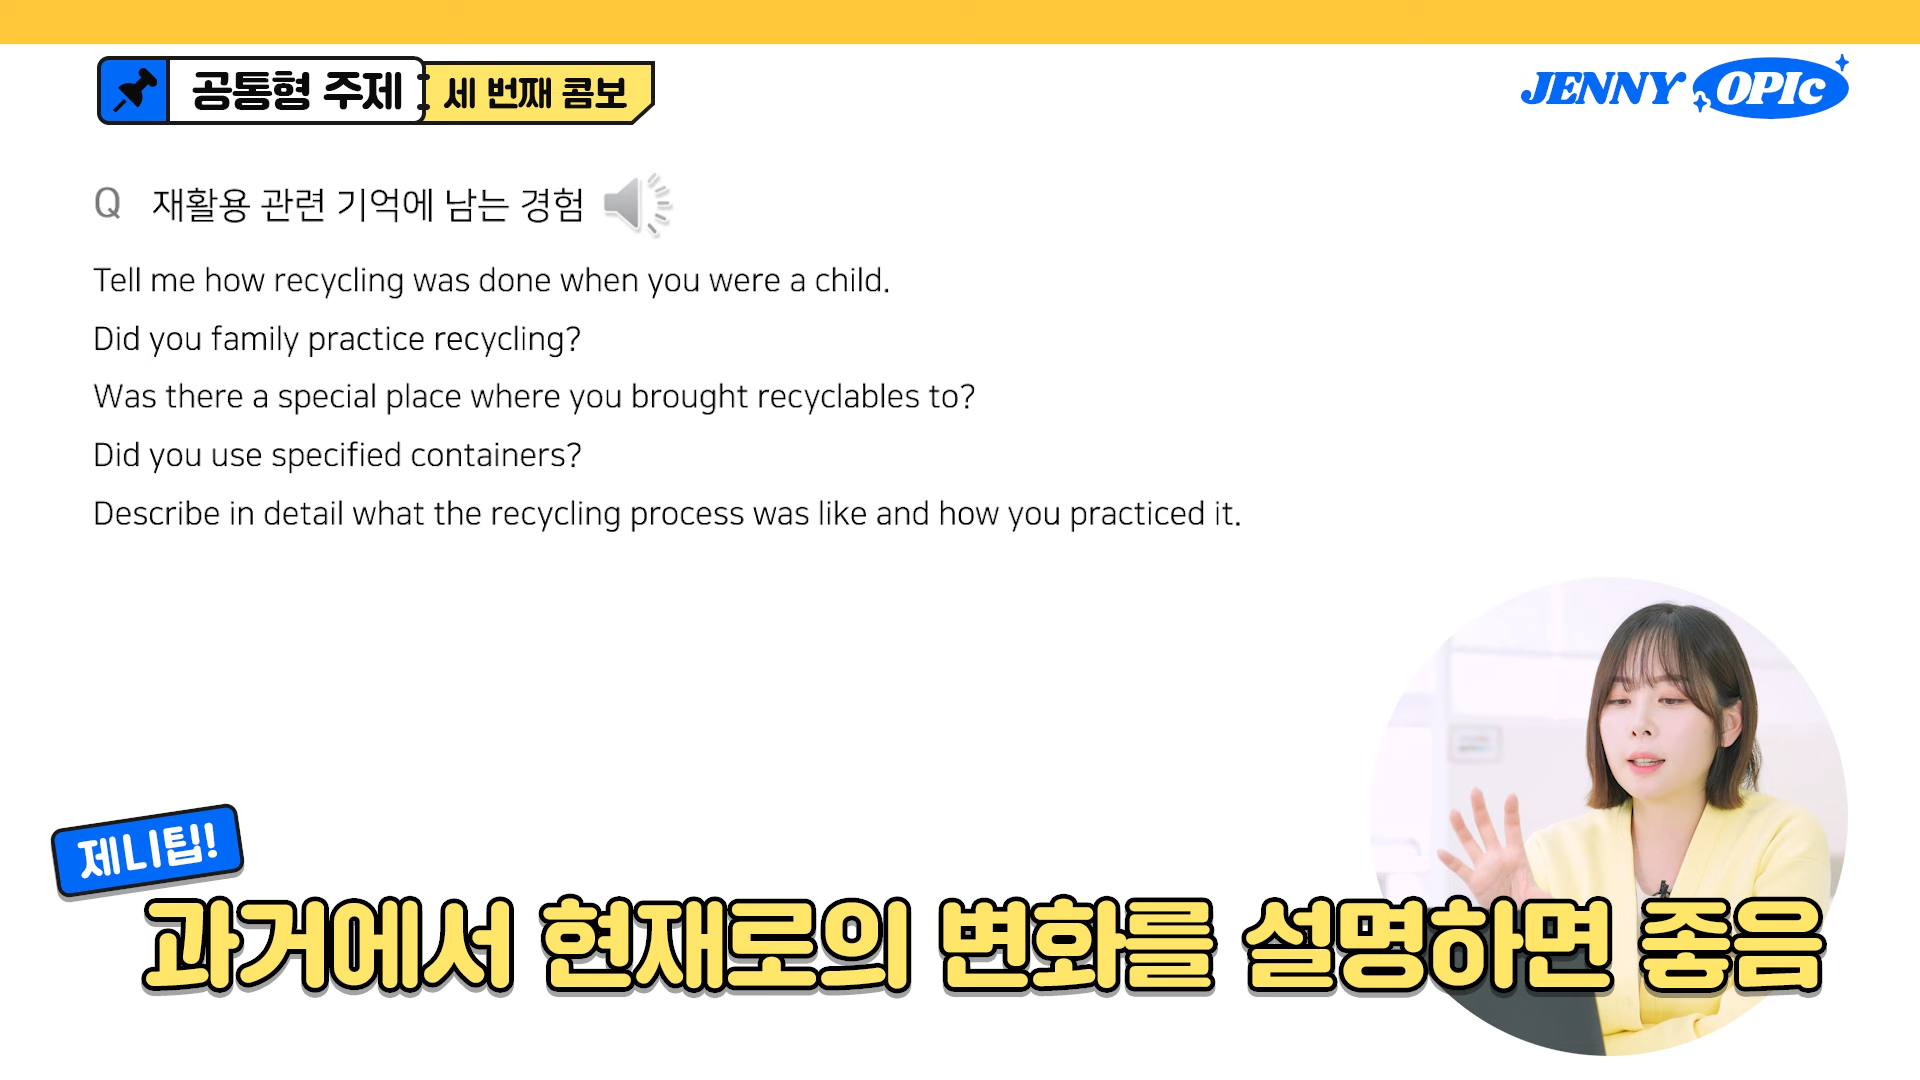 공통형 주제 : 세 번째 콤보
JENNY OPIc
Q 재활용 관련 기억에 남는 경험
Tell me how recycling was done when you were a child.
Did you family practice recycling?
Was there a special place where you brought recyclables to?
Did you use specified containers?
Describe in detail what the recycling process was like and how you practiced it.
제니팁!
과거에서 현재로의 변화를 설명하면 좋음